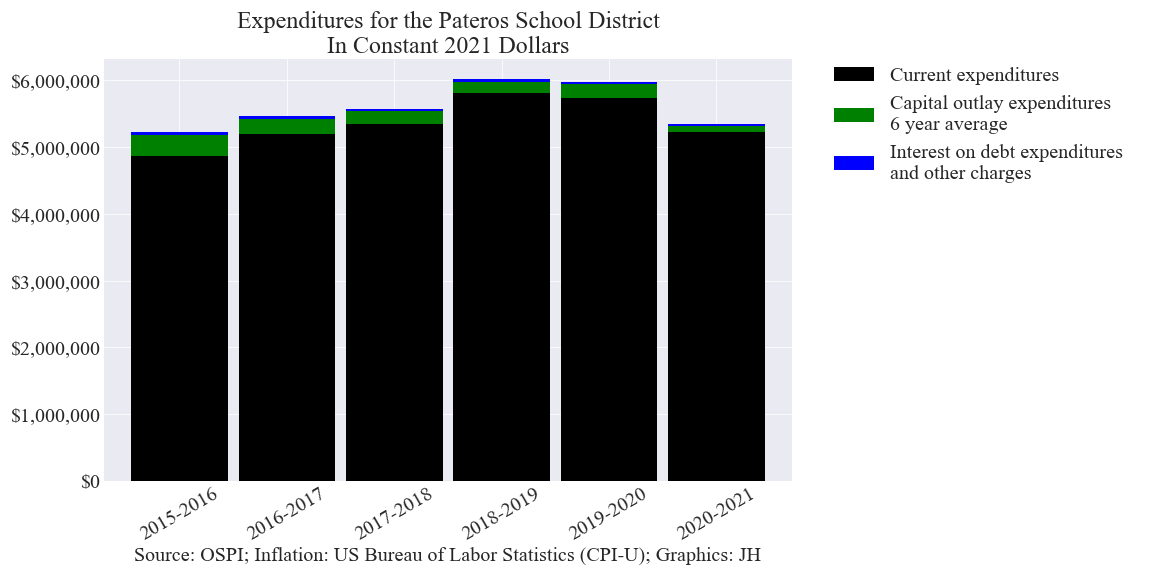 Expenditures for the Pateros School District
In Constant 2021 Dollars
$6,000,000
$5,000,000
$4,000,000
$3,000,000
$2,000,000
$1,000,000
$0
2015-2016
2016-2017
2017-2018
2018-2019
2019-2020
2020-2021
Source: OSPI; Inflation: US Bureau of Labor Statistics (CPI-U); Graphics: JH
Current expenditures
Capital outlay expenditures
6 year average
Interest on debt expenditures
and other charges